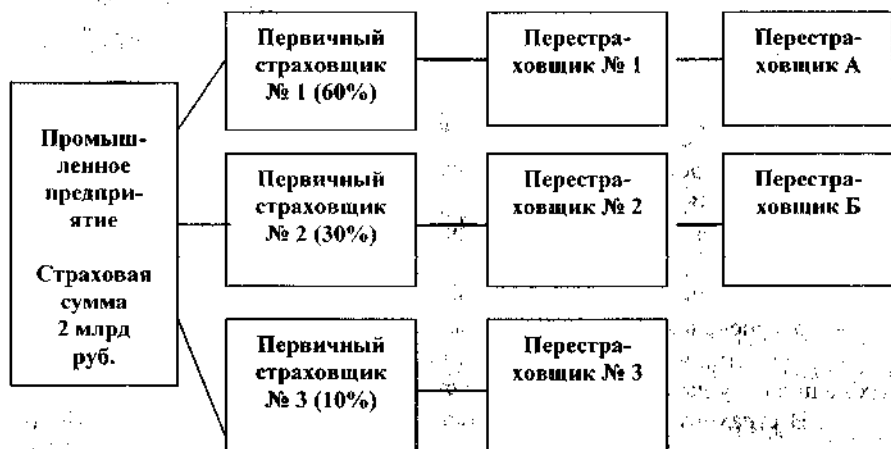 Промыш-
ленное
предпри-
ятие
Страховая
сумма
2 млрд
руб.
Первичный
страховщик
№ 1 (60%)
Перестра-
ховщик № 1
Перестра-
ховщик А
Первичный
страховщик
№ 2 (30%)
Перестра-
ховщик № 2
Перестра-
ховщик Б
Первичный
страховщик
№ 3 (10%)
Перестра-
ховщик № 3